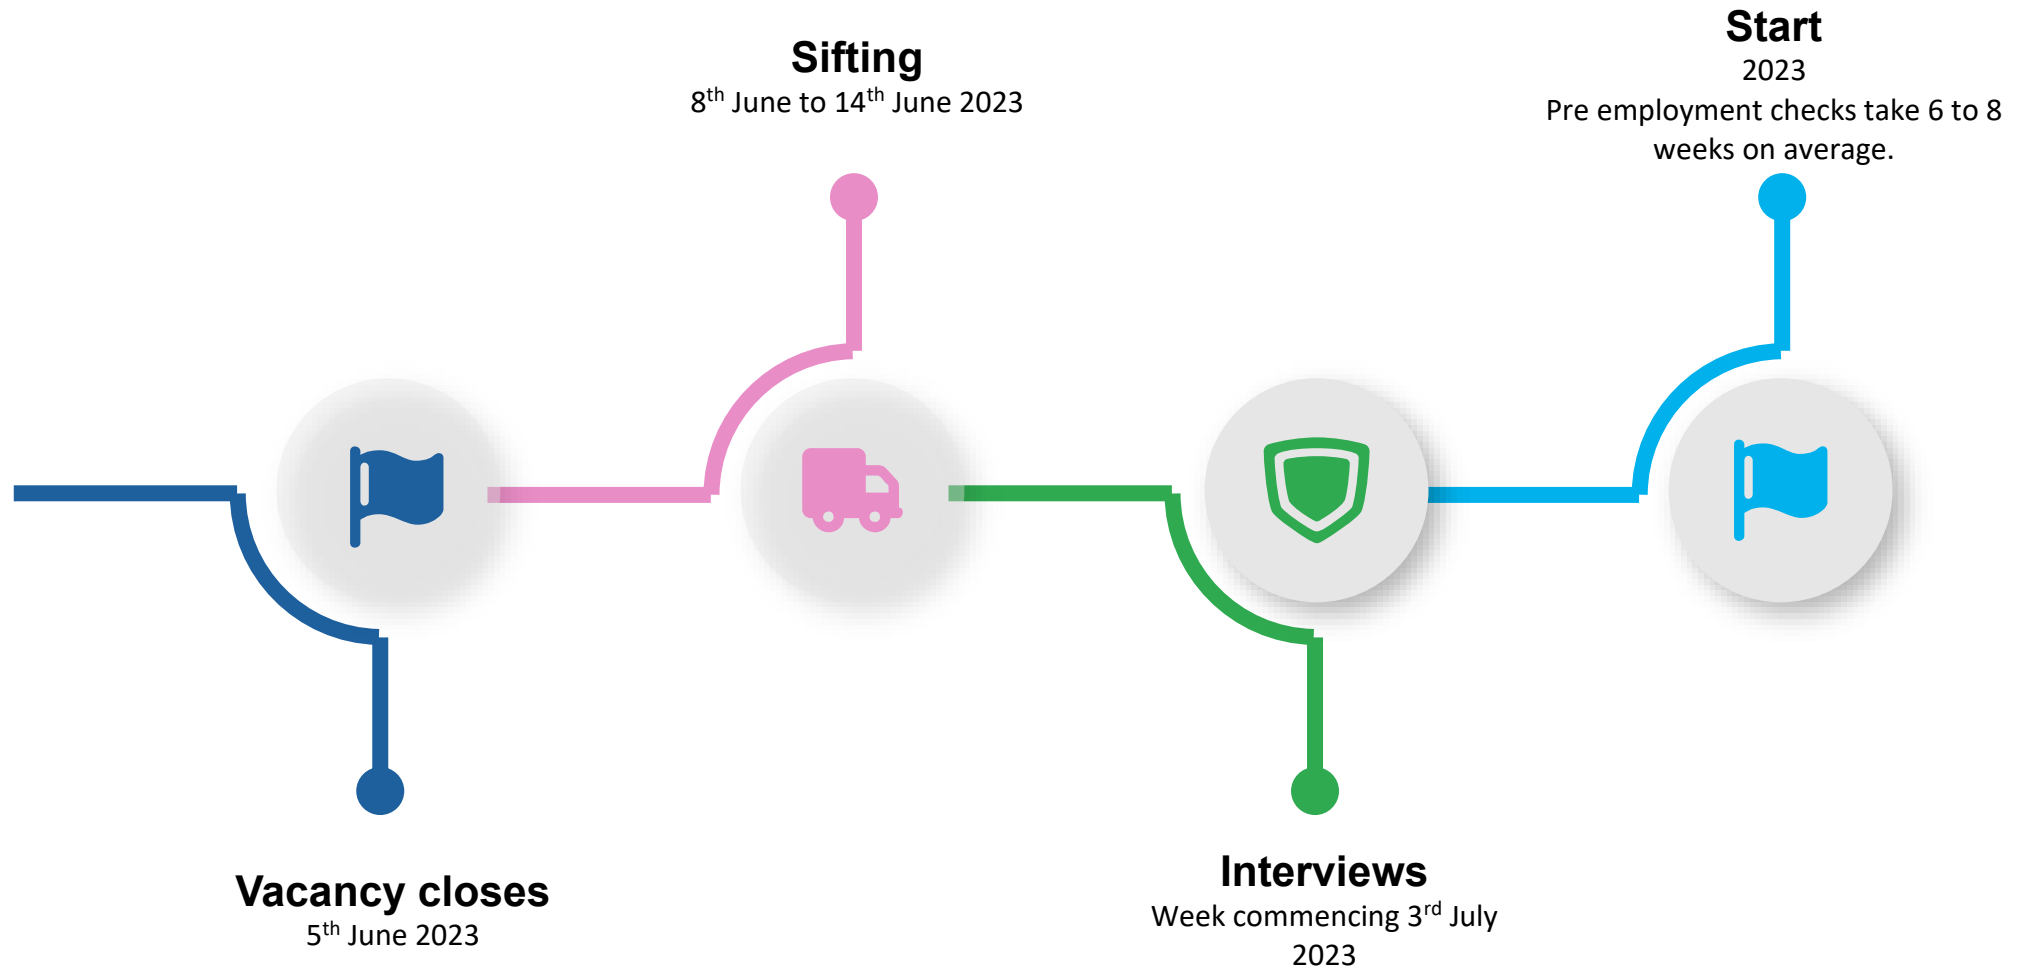 Vacancy closes
5th June 2023
Sifting
8th June to 14th June 2023
Interviews
Week commencing 3rd July
2023
Start
2023
Pre employment checks take 6 to 8
weeks on average.